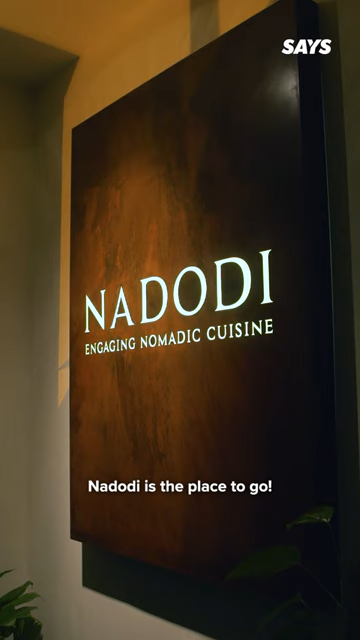 SAYS
NADODI
ENGAGING NOMADIC CUISINE
Nadodi is the place to go!